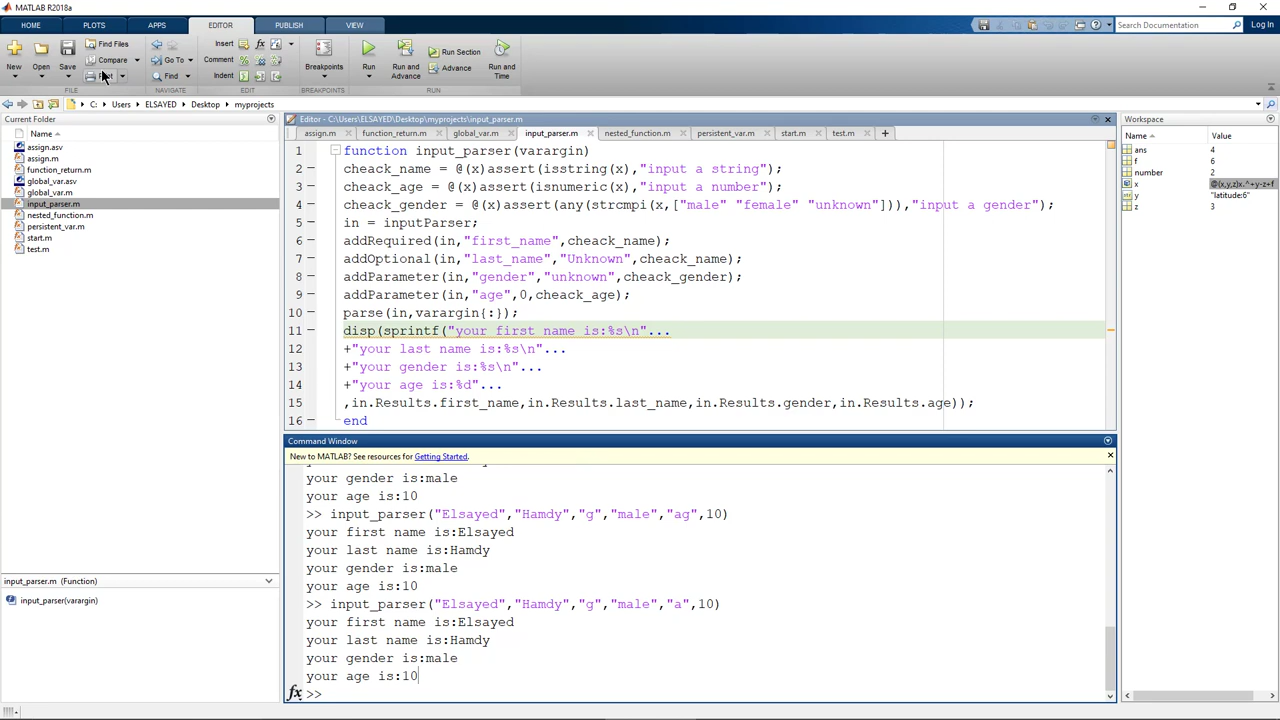 MATLAB R2018a
HOME PLOTS APPS EDITOR PUBLISH VIEW Search Documentation Log In
New Open Save Find Files Compare Print
Go To Find
Insert fx Comment Indent
Breakpoints Run Run and Advance Run Section Advance Run and Time
FILE NAVIGATE EDIT BREAKPOINTS RUN
C: Users ELSAYED Desktop myprojects
Current Folder
Name
assign.asv
assign.m
function_return.m
global_var.asv
global_var.m
input_parser.m
nested_function.m
persistent_var.m
start.m
test.m
input_parser.m (Function)
input_parser(varargin)
Editor - C:\Users\ELSAYED\Desktop\myprojects\input_parser.m
assign.m function_return.m global_var.m input_parser.m nested_function.m persistent_var.m start.m test.m
1 function input_parser(varargin)
2 cheack_name = @(x)assert(isstring(x),"input a string");
3 cheack_age = @(x)assert(isnumeric(x),"input a number");
4 cheack_gender = @(x)assert(any(strcmpi(x,["male" "female" "unknown"])),"input a gender");
5 in = inputParser;
6 addRequired(in,"first_name",cheack_name);
7 addOptional(in,"last_name","Unknown",cheack_name);
8 addParameter(in,"gender","unknown",cheack_gender);
9 addParameter(in,"age",0,cheack_age);
10 parse(in,varargin{:});
11 disp(sprintf("your first name is:%s\n"...
12 +"your last name is:%s\n"...
13 +"your gender is:%s\n"...
14 +"your age is:%d"...
15 ,in.Results.first_name,in.Results.last_name,in.Results.gender,in.Results.age));
16 end
Command Window
New to MATLAB? See resources for Getting Started.
your gender is:male
your age is:10
>> input_parser("Elsayed","Hamdy","g","male","ag",10)
your first name is:Elsayed
your last name is:Hamdy
your gender is:male
your age is:10
>> input_parser("Elsayed","Hamdy","g","male","a",10)
your first name is:Elsayed
your last name is:Hamdy
your gender is:male
your age is:10
fx >>
Workspace
Name Value
ans 4
f 6
number 2
x @(x,y,z)x.^+y-z+f
y "latitude:6"
z 3